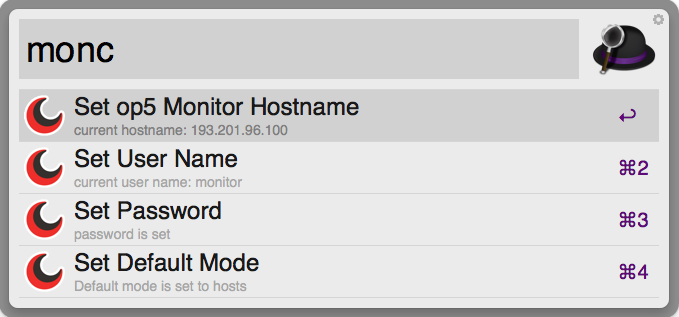 monc
Set op5 Monitor Hostname
current hostname: 193.201.96.100
↩
Set User Name
current user name: monitor
⌘2
Set Password
password is set
⌘3
Set Default Mode
Default mode is set to hosts
⌘4